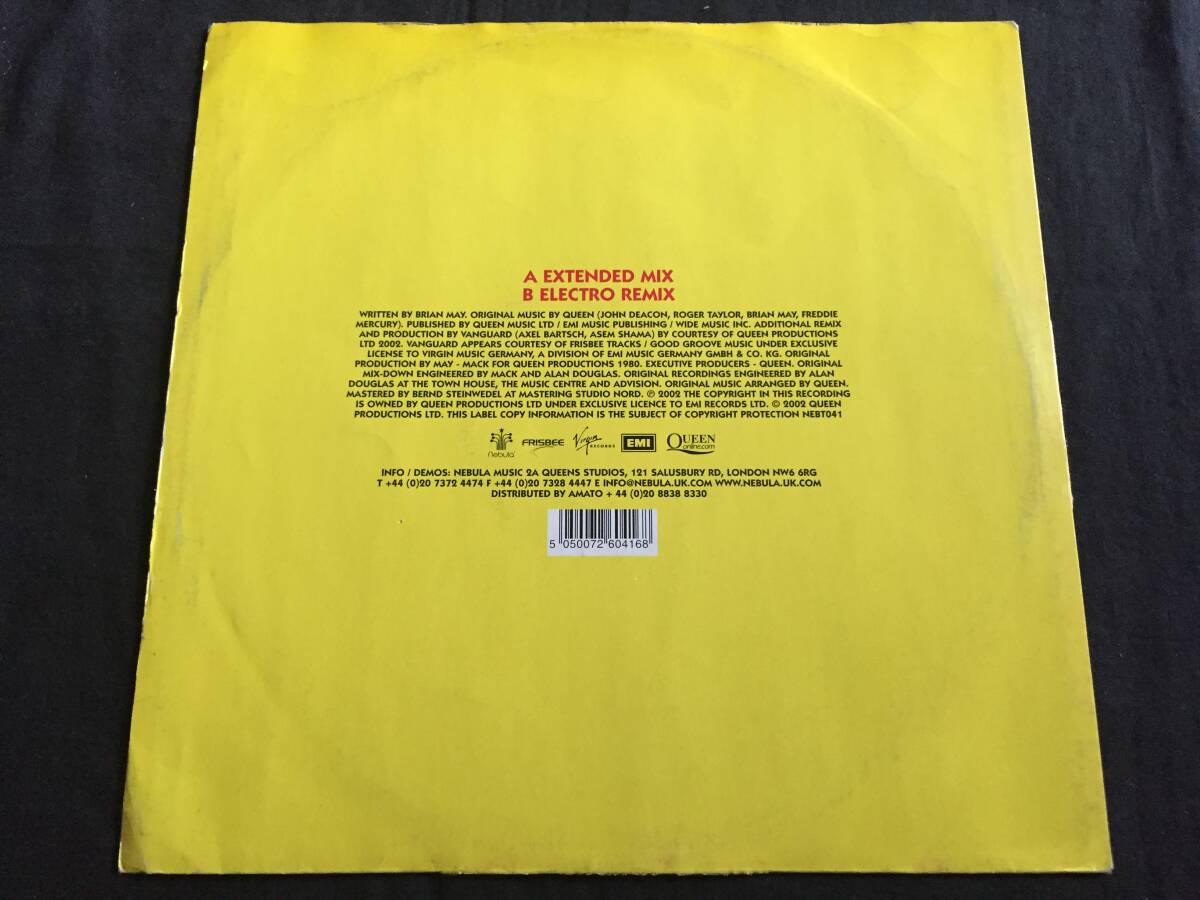 A EXTENDED MIX
B ELECTRO REMIX
WRITTEN BY BRIAN MAY. ORIGINAL MUSIC BY QUEEN (JOHN DEACON, ROGER TAYLOR, BRIAN MAY, FREDDIE
MERCURY). PUBLISHED BY QUEEN MUSIC LTD / EMI MUSIC PUBLISHING / WIDE MUSIC INC. ADDITIONAL REMIX
AND PRODUCTION BY VANGUARD (AXEL BARTSCH, ASEM SHAMA) BY COURTESY OF QUEEN PRODUCTIONS
LTD 2002. VANGUARD APPEARS COURTESY OF FRISBEE TRACKS / GOOD GROOVE MUSIC UNDER EXCLUSIVE
LICENSE TO VIRGIN MUSIC GERMANY, A DIVISION OF EMI MUSIC GERMANY GMBH & CO. KG. ORIGINAL
PRODUCTION BY MAY - MACK FOR QUEEN PRODUCTIONS 1980. EXECUTIVE PRODUCERS - QUEEN. ORIGINAL
MIX-DOWN ENGINEERED BY MACK AND ALAN DOUGLAS. ORIGINAL RECORDINGS ENGINEERED BY ALAN
DOUGLAS AT THE TOWN HOUSE, THE MUSIC CENTRE AND ADVISION. ORIGINAL MUSIC ARRANGED BY QUEEN.
MASTERED BY BERND STEINWEDEL AT MASTERING STUDIO NORD. ℗ 2002 THE COPYRIGHT IN THIS RECORDING
IS OWNED BY QUEEN PRODUCTIONS LTD UNDER EXCLUSIVE LICENCE TO EMI RECORDS LTD. © 2002 QUEEN
PRODUCTIONS LTD. THIS LABEL COPY INFORMATION IS THE SUBJECT OF COPYRIGHT PROTECTION NEBT041
nebula FRISBEE Virgin RECORDS EMI QUEEN online.com
INFO / DEMOS: NEBULA MUSIC 2A QUEENS STUDIOS, 121 SALUSBURY RD, LONDON NW6 6RG
T +44 (0)20 7372 4474 F +44 (0)20 7328 4447 E INFO@NEBULA.UK.COM WWW.NEBULA.UK.COM
DISTRIBUTED BY AMATO + 44 (0)20 8838 8330
5 050072 604168